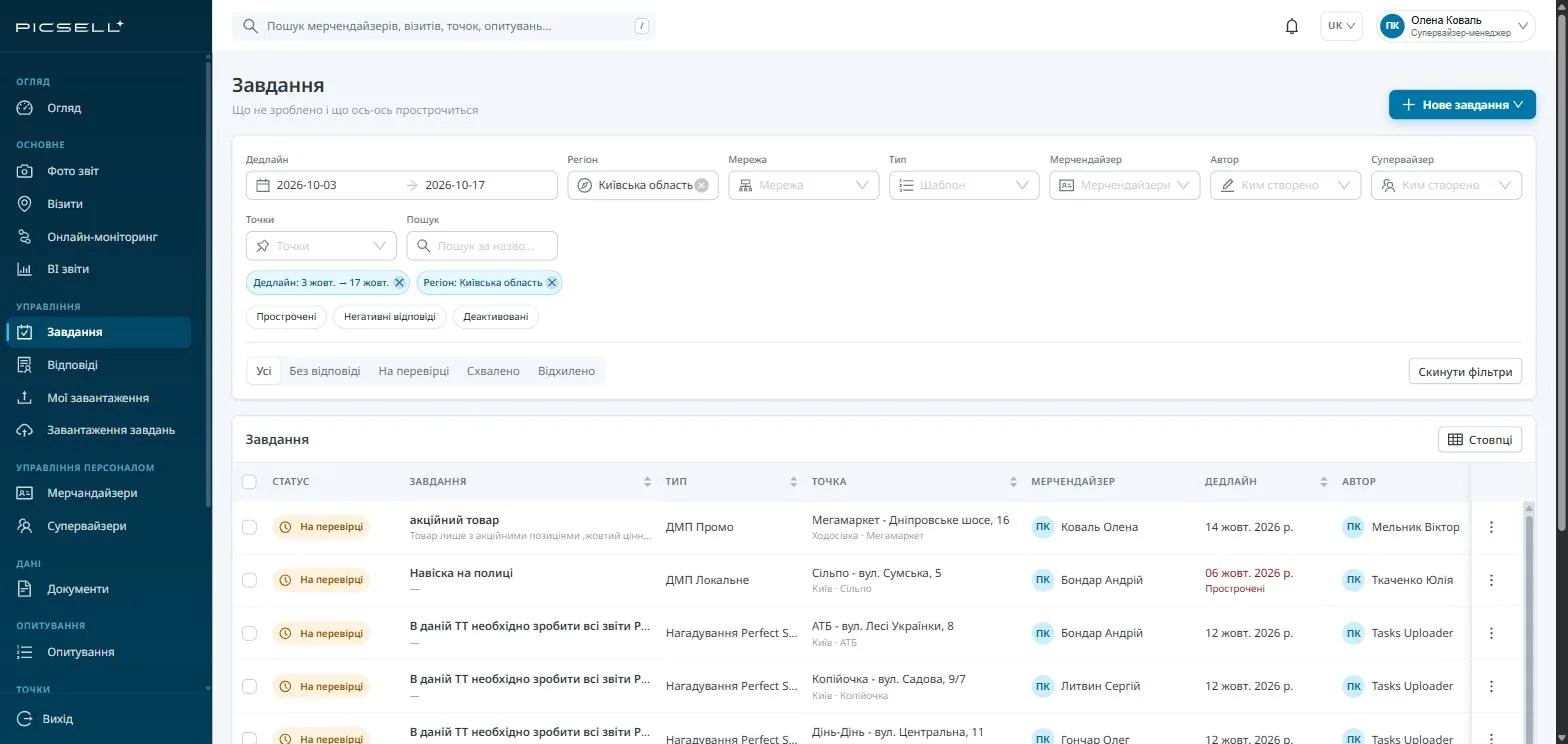 PICSELL
Пошук мерчендайзерів, візитів, точок, опитувань...
/
UK
ПК
Олена Коваль
Супервайзер-менеджер
ОГЛЯД
Огляд
ОСНОВНЕ
Фото звіт
Візити
Онлайн-моніторинг
BI звіти
УПРАВЛІННЯ
Завдання
Відповіді
Мої завантаження
Завантаження завдань
УПРАВЛІННЯ ПЕРСОНАЛОМ
Мерчандайзери
Супервайзери
ДАНІ
Документи
ОПИТУВАННЯ
Опитування
ТОЧКИ
Вихід
Завдання
Що не зроблено і що ось-ось прострочиться
Нове завдання
Дедлайн
Регіон
Мережа
Тип
Мерчендайзер
Автор
Супервайзер
2026-10-03 → 2026-10-17
Київська область
Мережа
Шаблон
Мерчендайзери
Ким створено
Ким створено
Точки
Пошук
Точки
Пошук за назво...
Дедлайн: 3 жовт. → 17 жовт.
Регіон: Київська область
Прострочені
Негативні відповіді
Деактивовані
Усі
Без відповіді
На перевірці
Схвалено
Відхилено
Скинути фільтри
Завдання
Стовпці
СТАТУС ЗАВДАННЯ ТИП ТОЧКА МЕРЧЕНДАЙЗЕР ДЕДЛАЙН АВТОР
На перевірці
акційний товар
Товар лише з акційними позиціями ,жовтий цінн...
ДМП Промо
Мегамаркет - Дніпровське шосе, 16
Ходосівка · Мегамаркет
ПК Коваль Олена
14 жовт. 2026 р.
ПК Мельник Віктор
На перевірці
Навіска на полиці
—
ДМП Локальне
Сільпо - вул. Сумська, 5
Київ · Сільпо
ПК Бондар Андрій
06 жовт. 2026 р.
Прострочені
ПК Ткаченко Юлія
На перевірці
В даній ТТ необхідно зробити всі звіти P...
—
Нагадування Perfect S...
АТБ - вул. Лесі Українки, 8
Київ · АТБ
ПК Бондар Андрій
12 жовт. 2026 р.
ПК Tasks Uploader
На перевірці
В даній ТТ необхідно зробити всі звіти P...
—
Нагадування Perfect S...
Копійочка - вул. Садова, 9/7
Київ · Копійочка
ПК Литвин Сергій
12 жовт. 2026 р.
ПК Tasks Uploader
На перевірці
В даній ТТ необхідно зробити всі звіти P...
Нагадування Perfect S...
Дінь-Дінь - вул. Центральна, 11
ПК Гончар Олег
12 жовт. 2026 р.
ПК Tasks Uploader